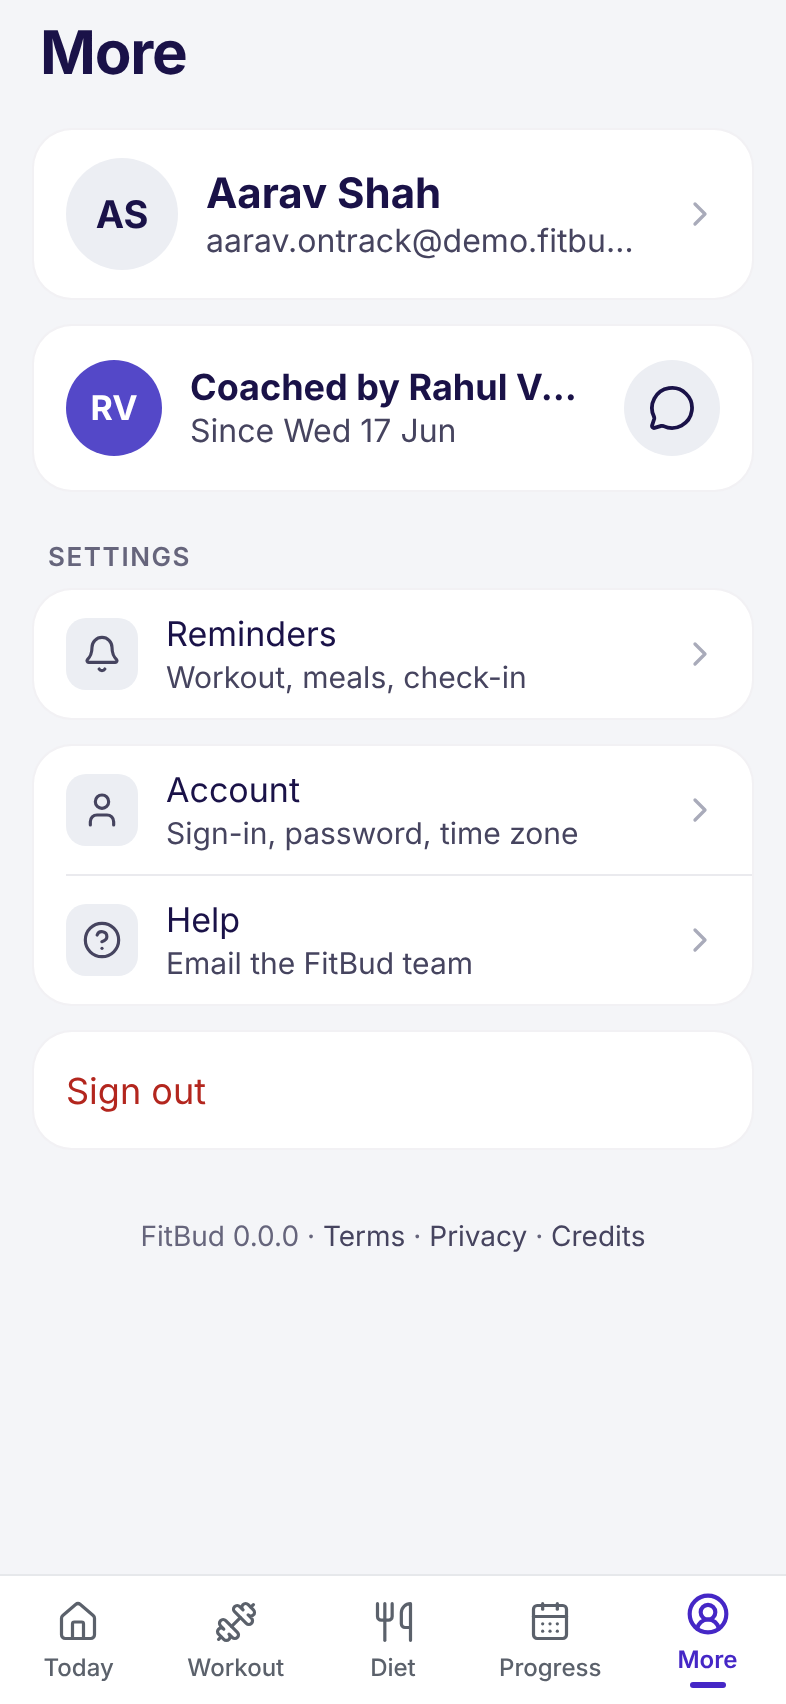 More
AS
Aarav Shah
aarav.ontrack@demo.fitbu...
RV
Coached by Rahul V...
Since Wed 17 Jun
SETTINGS
Reminders
Workout, meals, check-in
Account
Sign-in, password, time zone
Help
Email the FitBud team
Sign out
FitBud 0.0.0 · Terms · Privacy · Credits
Today Workout Diet Progress More